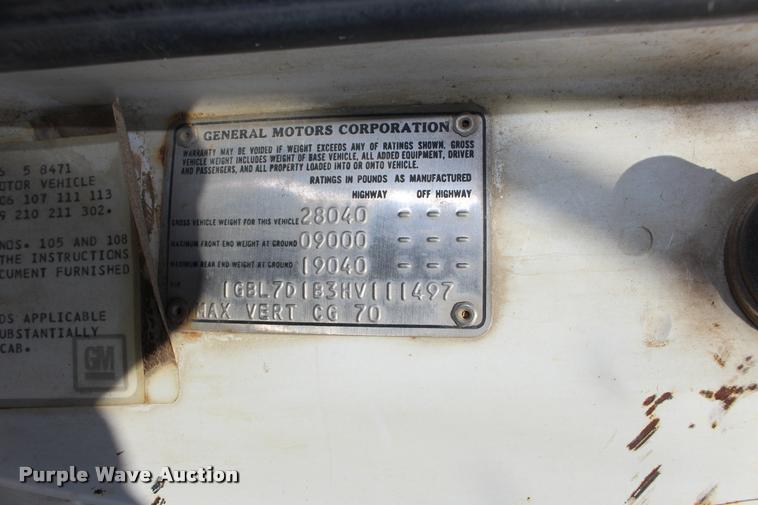 6 5 8471
MOTOR VEHICLE
106 107 111 113
9 210 211 302.
NOS. 105 AND 108
THE INSTRUCTIONS
DOCUMENT FURNISHED
DS APPLICABLE
SUBSTANTIALLY
CAB.
GM
GENERAL MOTORS CORPORATION
WARRANTY MAY BE VOIDED IF WEIGHT EXCEEDS ANY OF RATINGS SHOWN, GROSS
VEHICLE WEIGHT INCLUDES WEIGHT OF BASE VEHICLE, ALL ADDED EQUIPMENT, DRIVER
AND PASSENGERS, AND ALL PROPERTY LOADED INTO OR ONTO VEHICLE.
RATINGS IN POUNDS AS MANUFACTURED
HIGHWAY OFF HIGHWAY
GROSS VEHICLE WEIGHT FOR THIS VEHICLE 28040 - - -
MAXIMUM FRONT END WEIGHT AT GROUND 09000 - - -
MAXIMUM REAR END WEIGHT AT GROUND 19040 - - -
VIN 1GBL7D1B3HV111497
MAX VERT CG 70
Purple Wave Auction